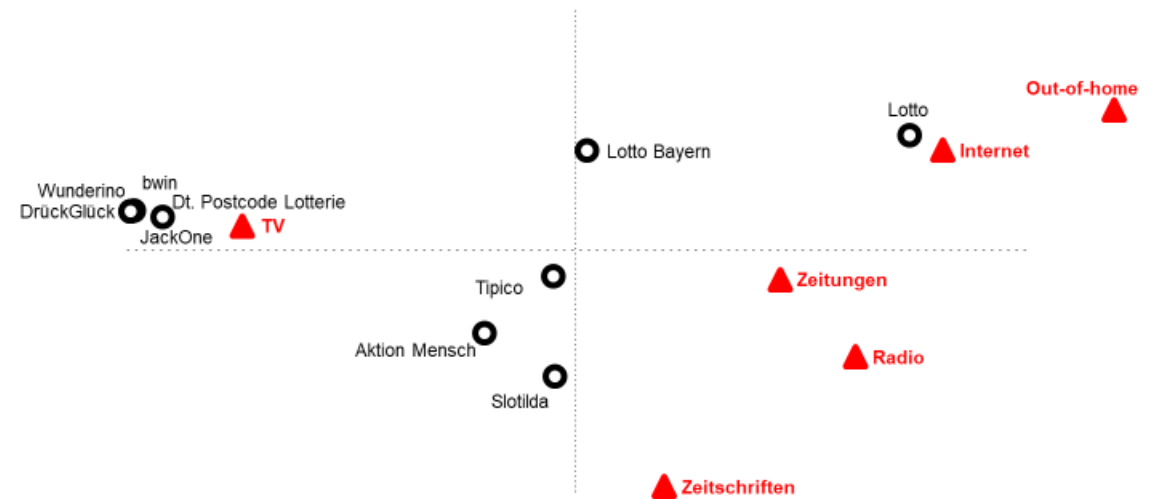 Out-of-home
Lotto
Lotto Bayern
Internet
bwin
Wunderino
Dt. Postcode Lotterie
DrückGlück
TV
JackOne
Tipico
Zeitungen
Aktion Mensch
Radio
Slotilda
Zeitschriften